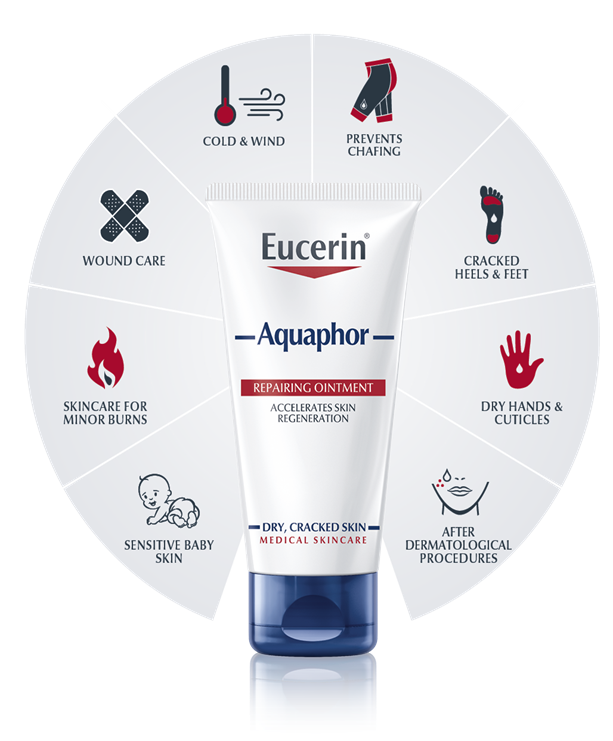 COLD & WIND
PREVENTS
CHAFING
WOUND CARE
CRACKED
HEELS & FEET
SKINCARE FOR
MINOR BURNS
DRY HANDS &
CUTICLES
SENSITIVE BABY
SKIN
AFTER
DERMATOLOGICAL
PROCEDURES
Eucerin®
Aquaphor
REPAIRING OINTMENT
ACCELERATES SKIN
REGENERATION
DRY, CRACKED SKIN
MEDICAL SKINCARE